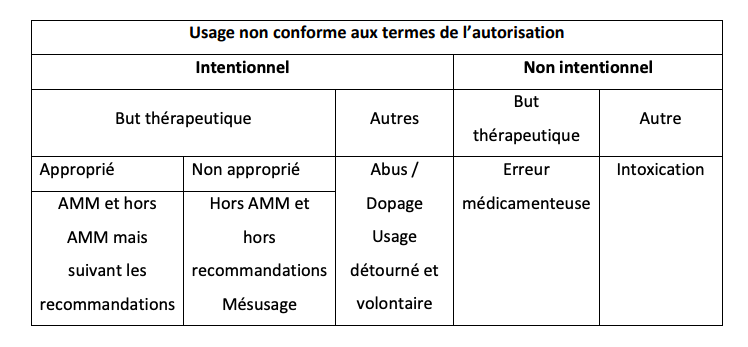 Usage non conforme aux termes de l’autorisation
Intentionnel
Non intentionnel
But thérapeutique
Autres
But
thérapeutique
Autre
Approprié
Non approprié
AMM et hors
AMM mais
suivant les
recommandations
Hors AMM et
hors
recommandations
Mésusage
Abus /
Dopage
Usage
détourné et
volontaire
Erreur
médicamenteuse
Intoxication